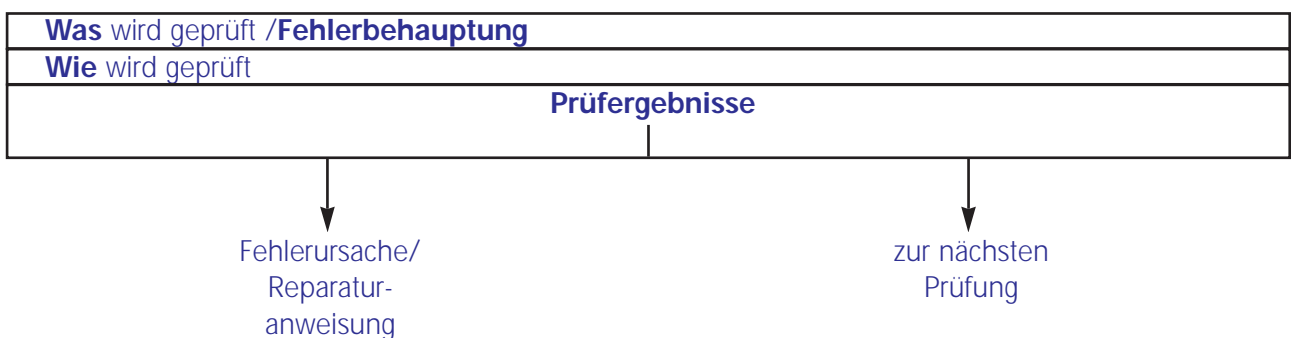 Was wird geprüft /Fehlerbehauptung
Wie wird geprüft
Prüfergebnisse
Fehlerursache/
Reparatur-
anweisung
zur nächsten
Prüfung